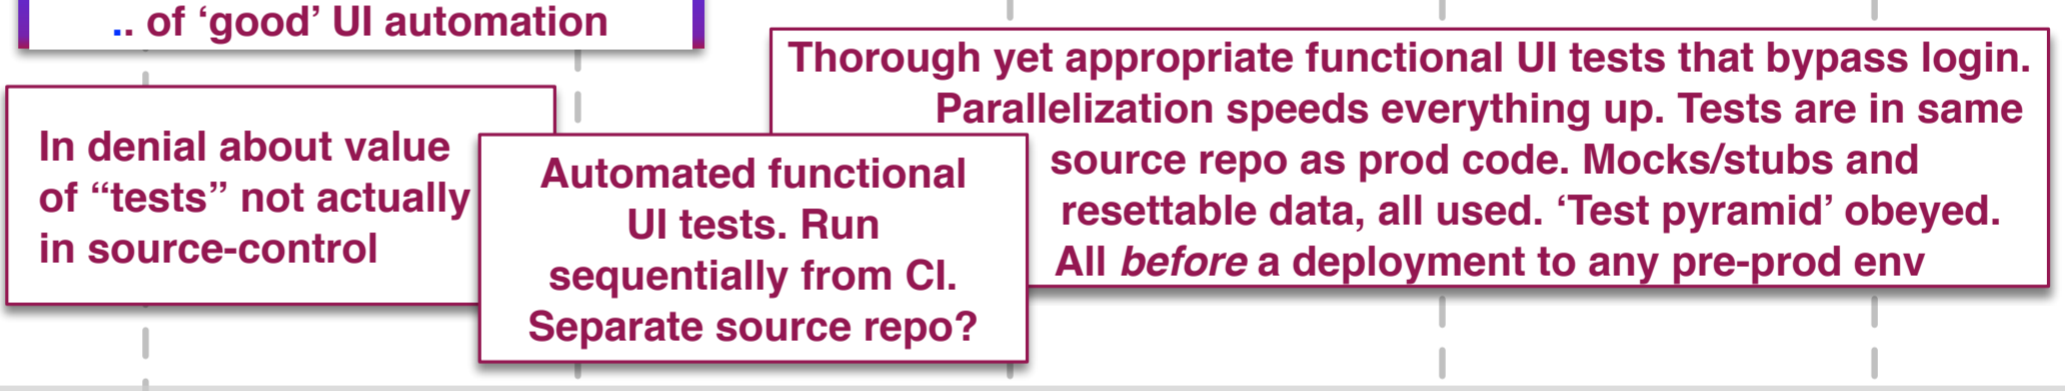 .. of ‘good’ UI automation
In denial about value
of “tests” not actually
in source-control
Automated functional
UI tests. Run
sequentially from CI.
Separate source repo?
Thorough yet appropriate functional UI tests that bypass login.
Parallelization speeds everything up. Tests are in same
source repo as prod code. Mocks/stubs and
resettable data, all used. ‘Test pyramid’ obeyed.
All before a deployment to any pre-prod env